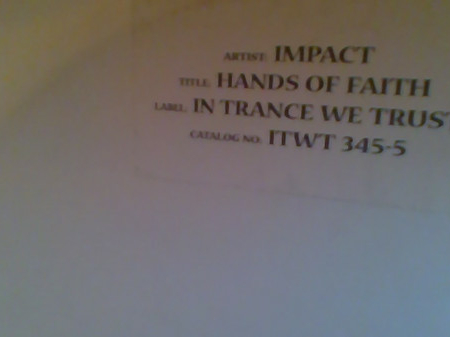 ARTIST: IMPACT
TITLE: HANDS OF FAITH
LABEL: IN TRANCE WE TRUST
CATALOG NO: ITWT 345-5